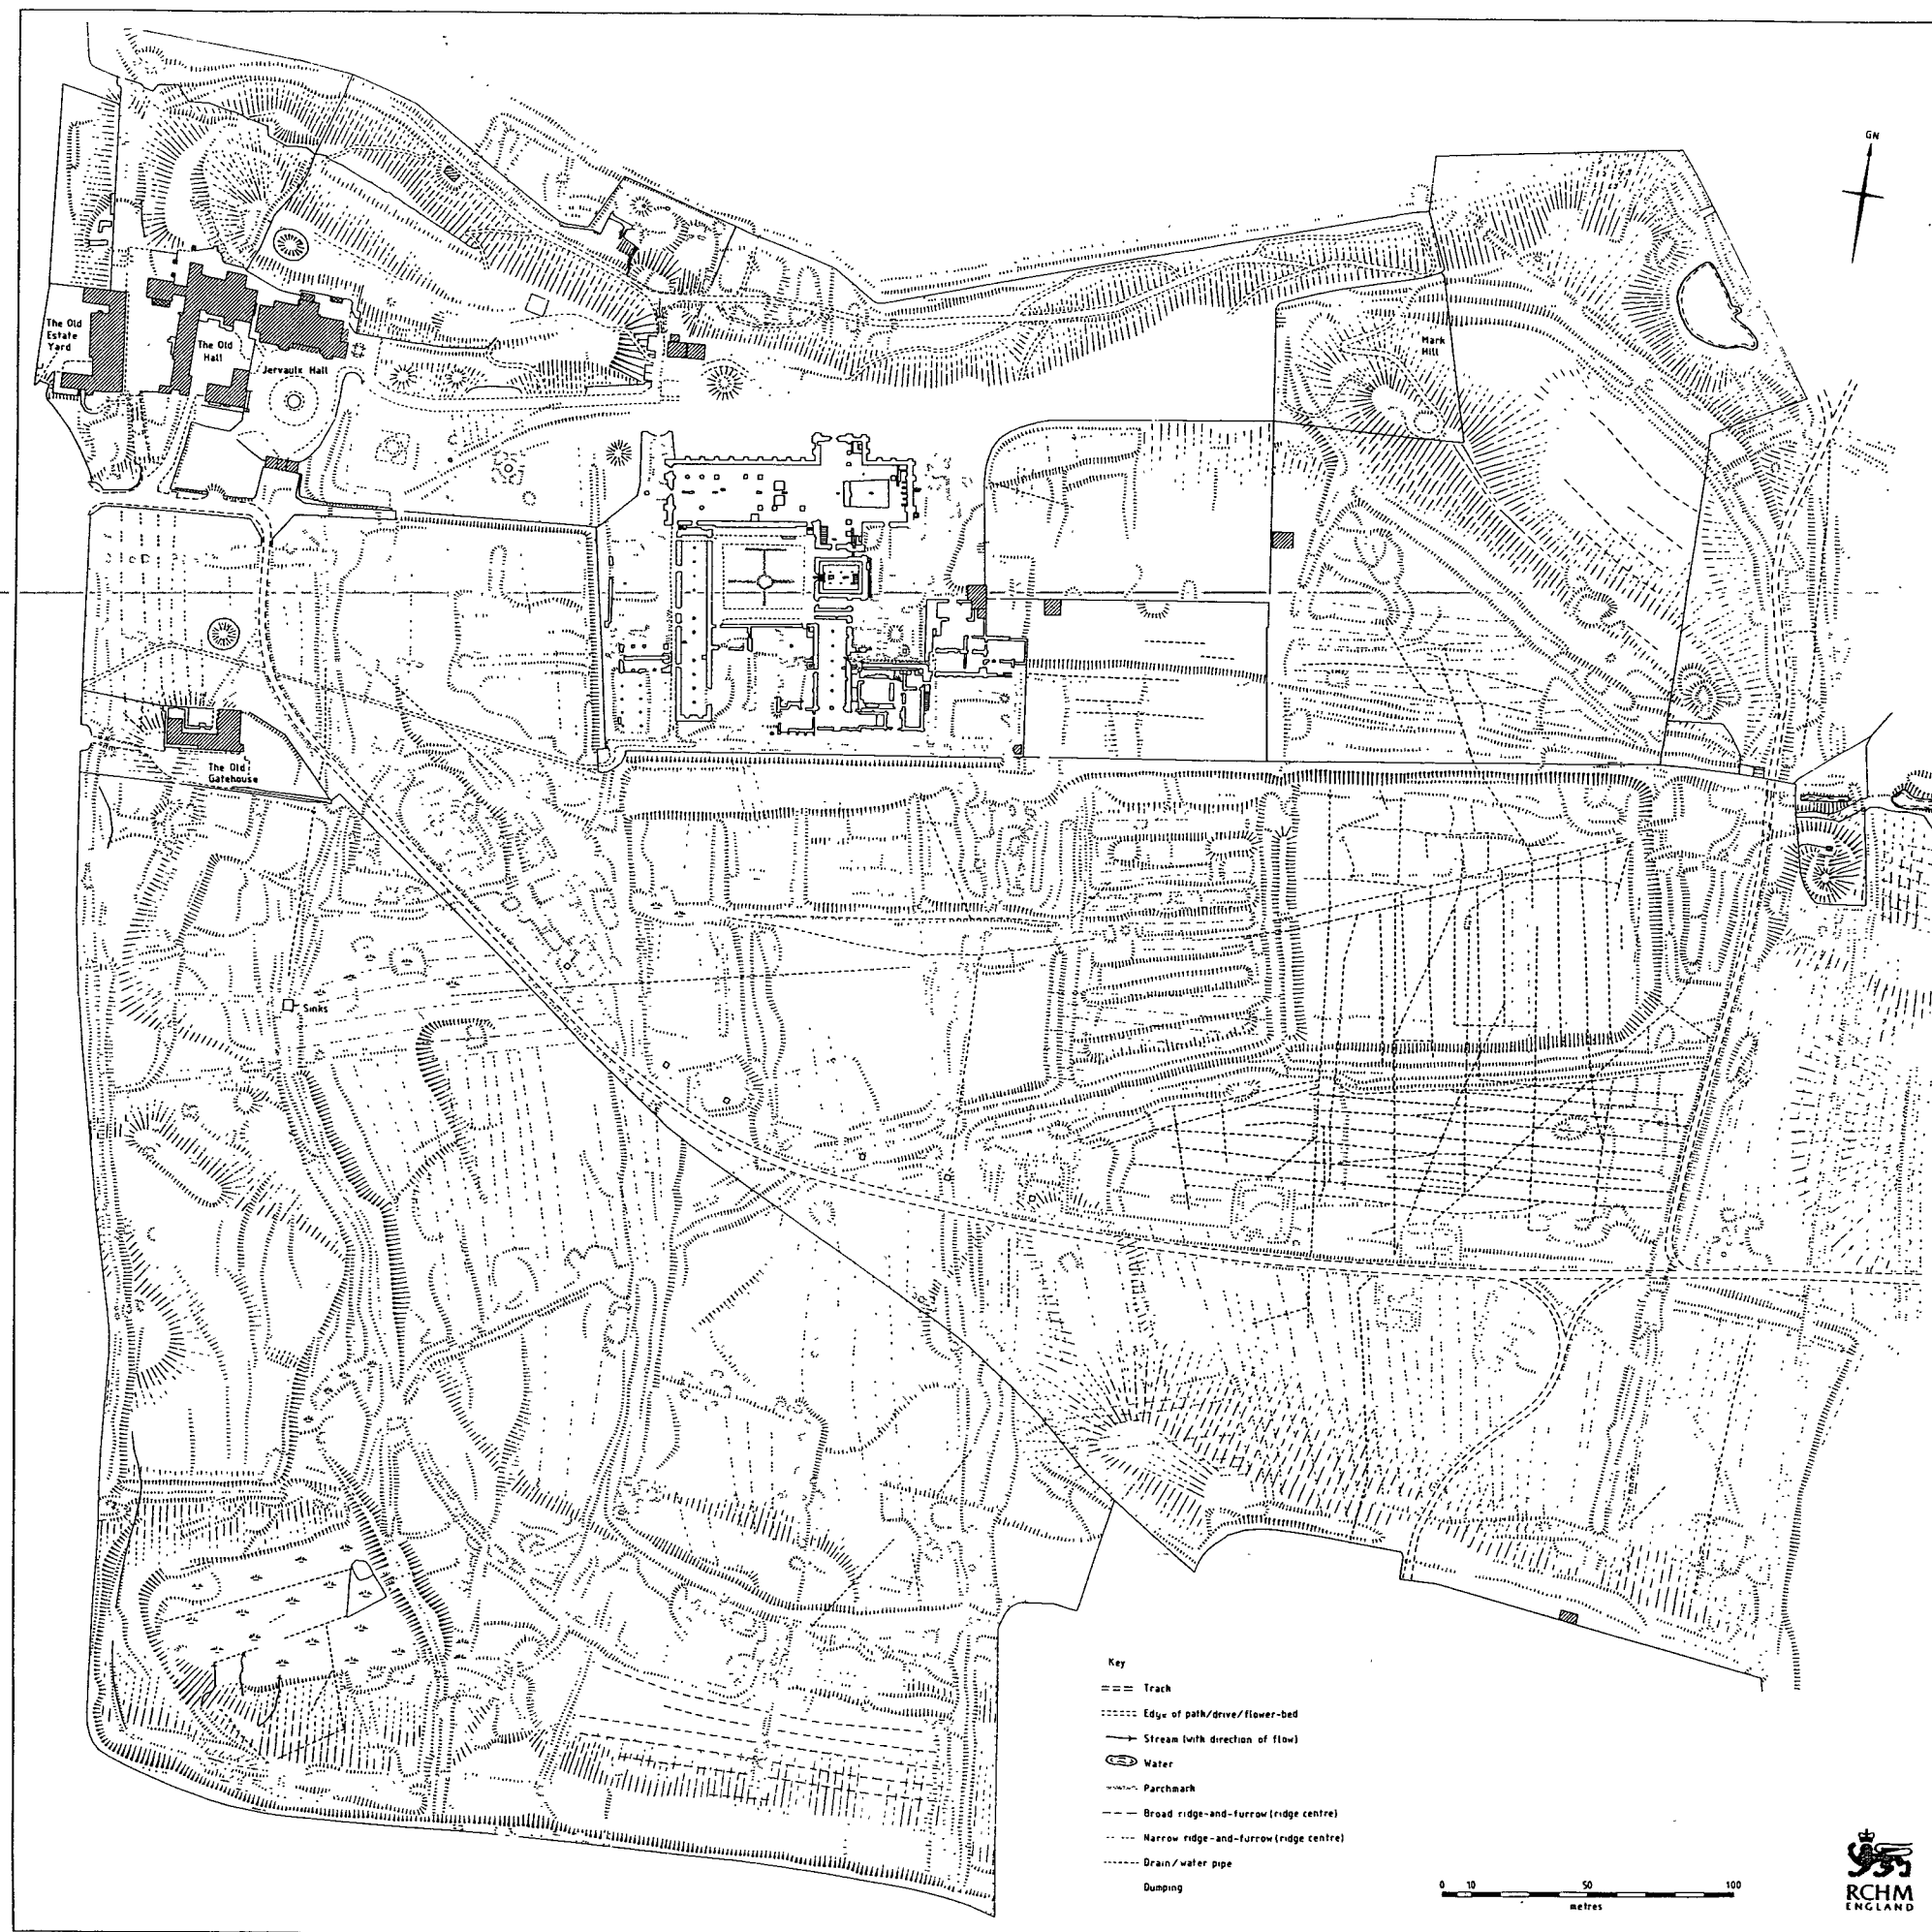 GN
The Old
Estate
Yard
The Old
Hall
Jervaulx Hall
Mark
Hill
The Old
Gatehouse
Sinks
Key
Track
Edge of path/drive/flower-bed
Stream (with direction of flow)
Water
Parchmark
Broad ridge-and-furrow (ridge centre)
Narrow ridge-and-furrow (ridge centre)
Drain/water pipe
Dumping
0 10 50 100
metres
RCHM
ENGLAND